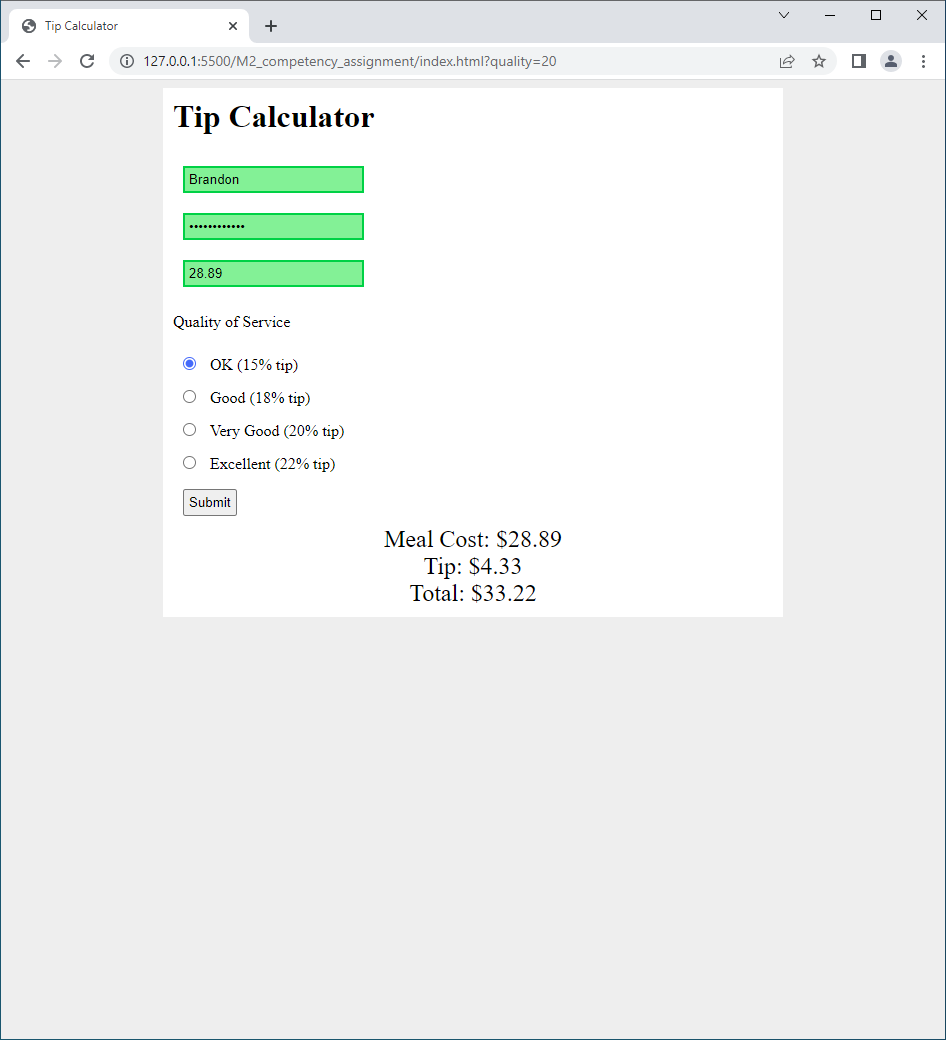 Tip Calculator
127.0.0.1:5500/M2_competency_assignment/index.html?quality=20
Tip Calculator
Brandon
••••••••••••
28.89
Quality of Service
OK (15% tip)
Good (18% tip)
Very Good (20% tip)
Excellent (22% tip)
Submit
Meal Cost: $28.89
Tip: $4.33
Total: $33.22